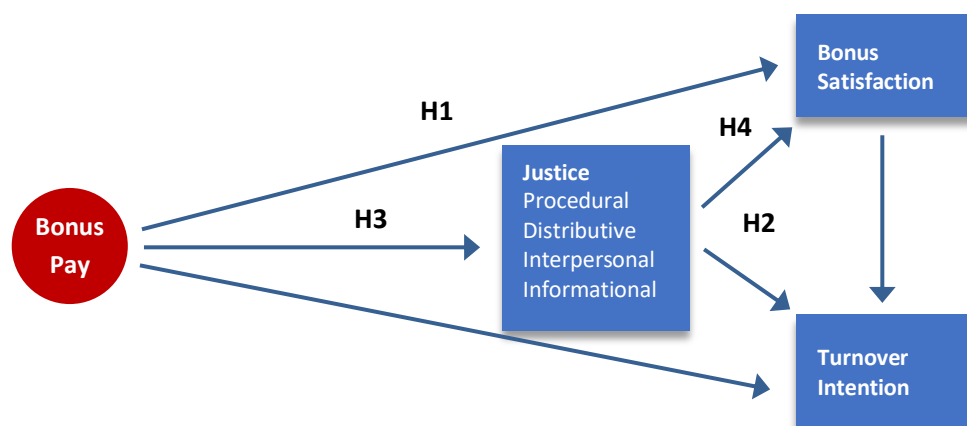 Bonus
Satisfaction
H1
H4
Justice
Procedural
Distributive
Interpersonal
Informational
H3
H2
Bonus
Pay
Turnover
Intention